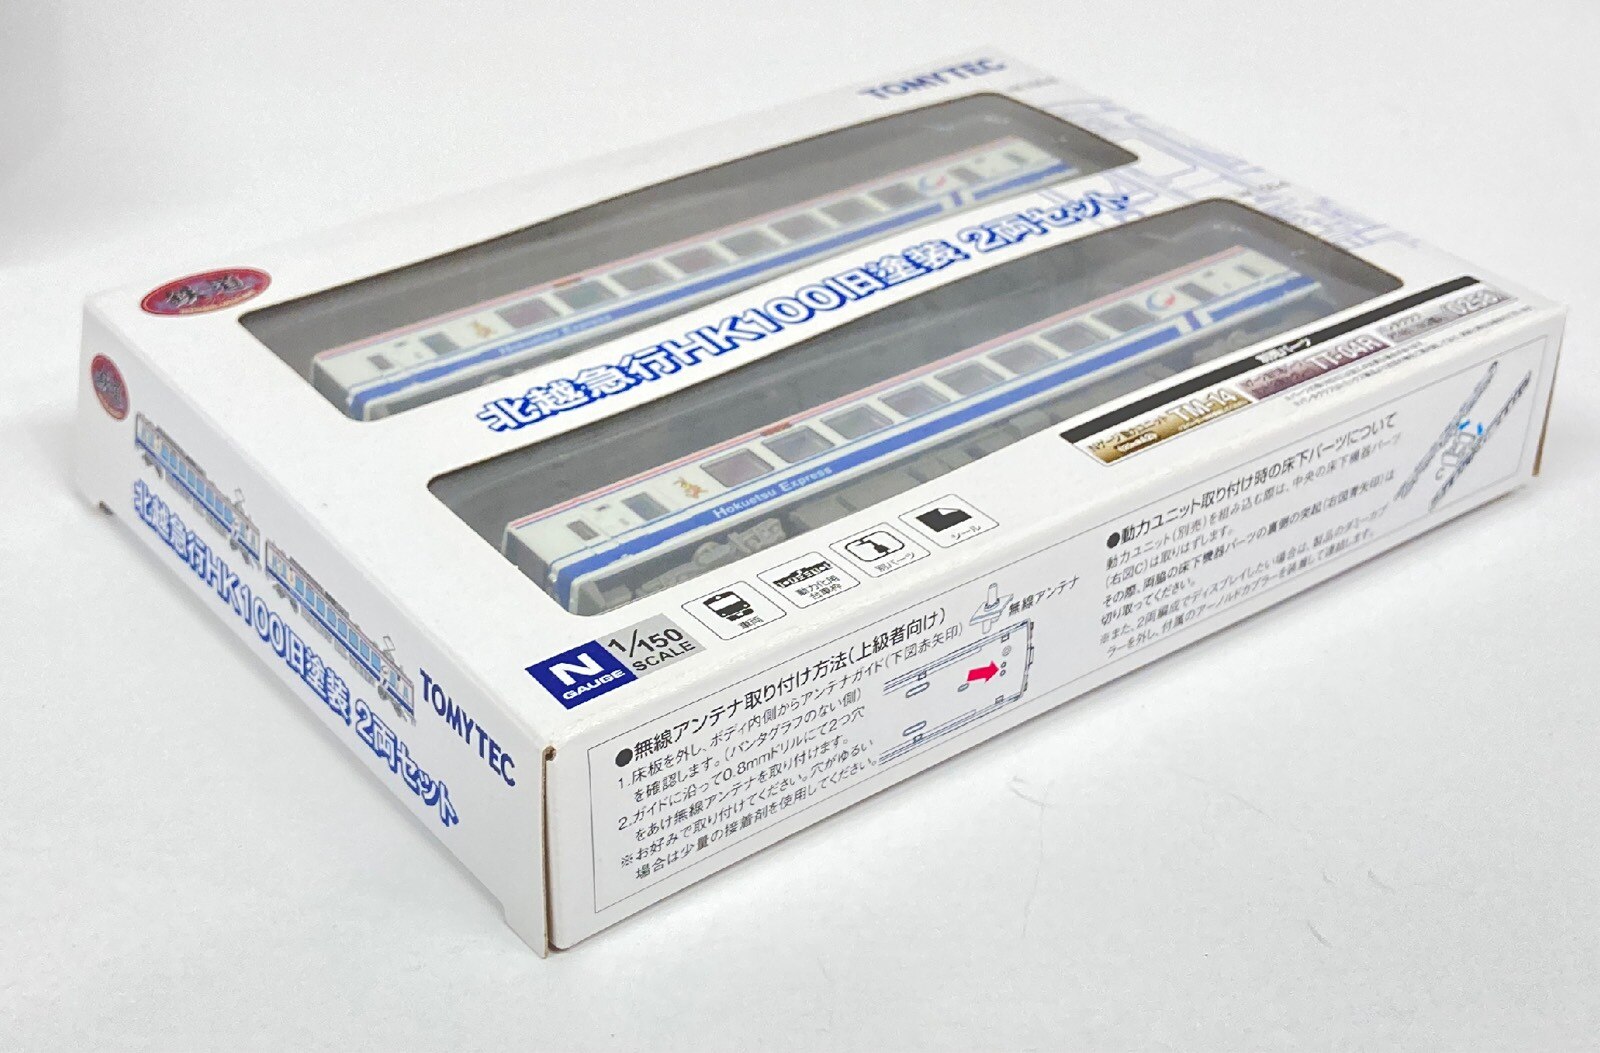 TOMYTEC
鉄道
北越急行HK100旧塗装 2両セット
Hokuetsu Express
Hokuetsu Express
別売パーツ
TM-14
TT-04R
0259
車両
動力化用
台車枠
別パーツ
シール
N
GAUGE
1/150
SCALE
北越急行HK100旧塗装 2両セット
TOMYTEC
●無線アンテナ取り付け方法(上級者向け)
1.床板を外し、ボディ内側からアンテナガイド(下図赤矢印)
を確認します。(パンタグラフのない側)
2.ガイドに沿って0.8mmドリルにて2つ穴
をあけ無線アンテナを取り付けます。
※お好みで取り付けてください。穴がゆるい
場合は少量の接着剤を使用してください。
無線アンテナ
●動力ユニット取り付け時の床下パーツについて
動力ユニット(別売)を組み込む際は、中央の床下機器パーツ
(右図C)は取りはずします。
その際、両脇の床下機器パーツの裏側の突起(右図青矢印)は
切り取ってください。
※また、2両編成でディスプレイしたい場合は、製品のダミーカプ
ラーを外し、付属のアーノルドカプラーを装着して連結します。